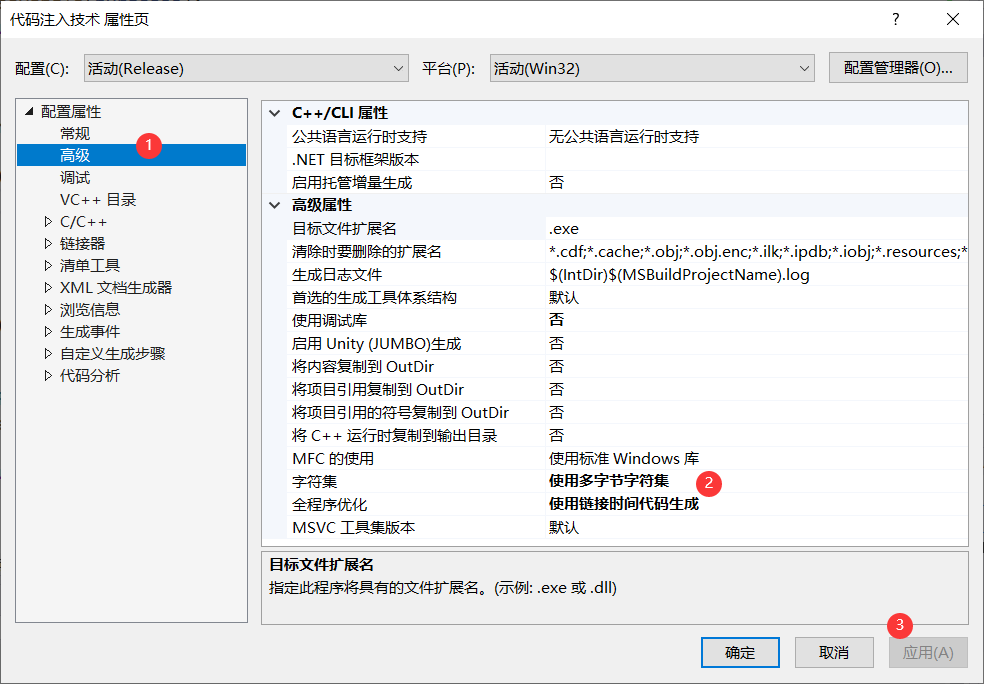 代码注入技术 属性页
?
配置(C):
活动(Release)
平台(P):
活动(Win32)
配置管理器(O)...
配置属性
常规
1
高级
调试
VC++ 目录
C/C++
链接器
清单工具
XML 文档生成器
浏览信息
生成事件
自定义生成步骤
代码分析
C++/CLI 属性
公共语言运行时支持 无公共语言运行时支持
.NET 目标框架版本
启用托管增量生成 否
高级属性
目标文件扩展名 .exe
清除时要删除的扩展名 *.cdf;*.cache;*.obj;*.obj.enc;*.ilk;*.ipdb;*.iobj;*.resources;*
生成日志文件 $(IntDir)$(MSBuildProjectName).log
首选的生成工具体系结构 默认
使用调试库 否
启用 Unity (JUMBO)生成 否
将内容复制到 OutDir 否
将项目引用复制到 OutDir 否
将项目引用的符号复制到 OutDir 否
将 C++ 运行时复制到输出目录 否
MFC 的使用 使用标准 Windows 库
字符集 使用多字节字符集 2
全程序优化 使用链接时间代码生成
MSVC 工具集版本 默认
目标文件扩展名
指定此程序将具有的文件扩展名。(示例: .exe 或 .dll)
3
确定
取消
应用(A)